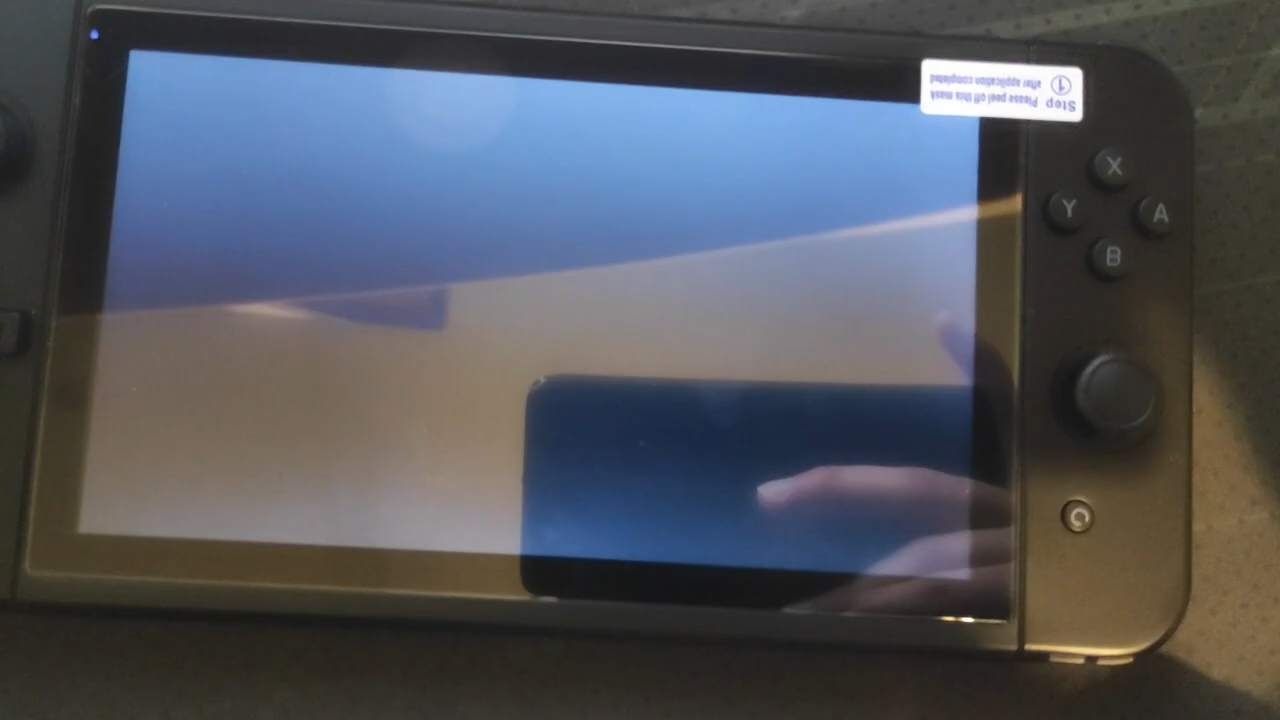 Step
①
Please peel off this mask
after application completed
X
Y
A
B